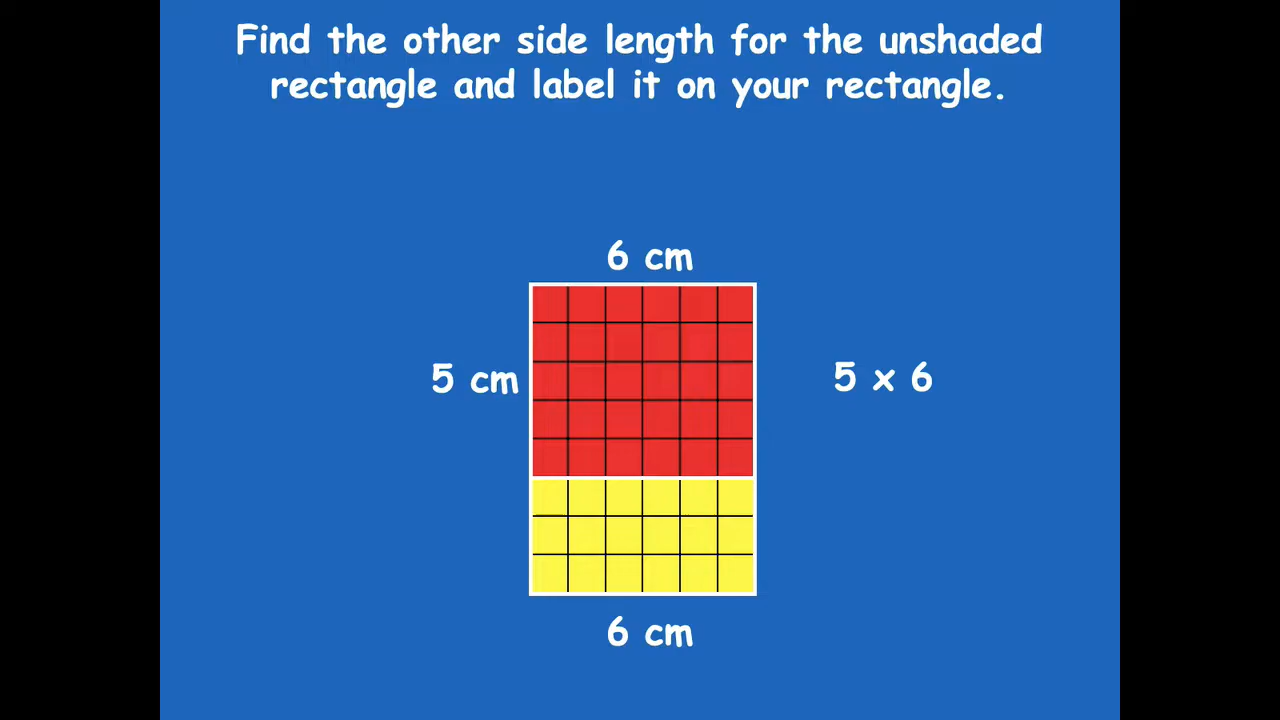 Find the other side length for the unshaded
rectangle and label it on your rectangle.
6 cm
5 cm
5 x 6
6 cm